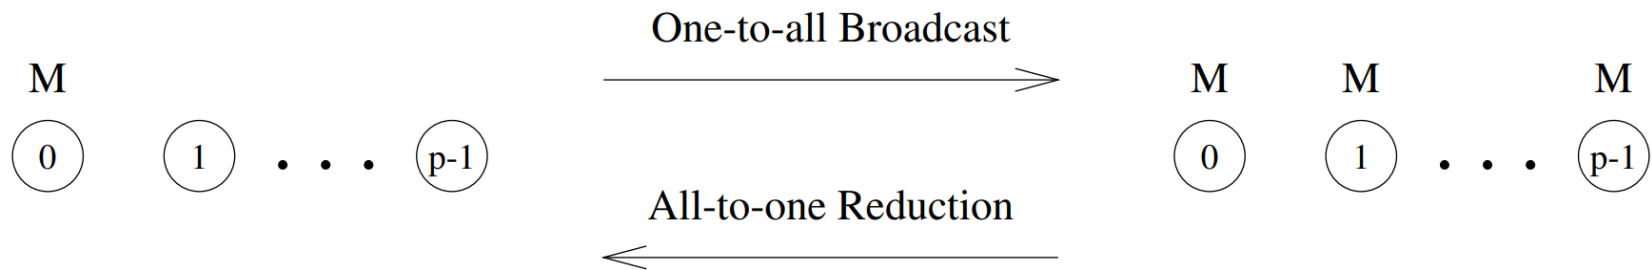 One-to-all Broadcast
M M M M
0 1 . . . p-1 0 1 . . . p-1
All-to-one Reduction